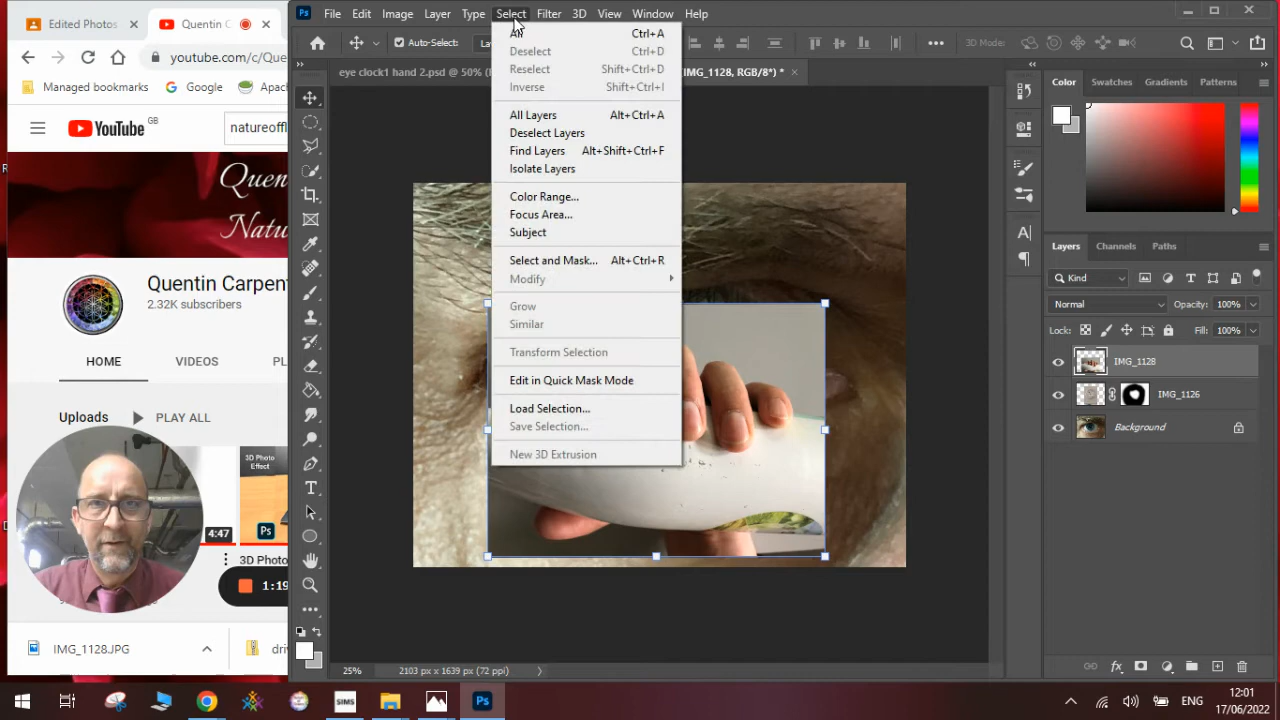 Edited Photos
Quentin C
youtube.com/c/Que
Managed bookmarks
Google
YouTube GB
natureoffl
Quen
Natu
Quentin Carpen
2.32K subscribers
HOME VIDEOS PL
Uploads PLAY ALL
3D Photo
Effect
4:47
Ps
3D Photo
1:19
IMG_1128.JPG
Ps File Edit Image Layer Type Select Filter 3D View Window Help
Auto-Select:
3D Mode:
eye clock1 hand 2.psd @ 50%
IMG_1128, RGB/8*) *
All Ctrl+A
Deselect Ctrl+D
Reselect Shift+Ctrl+D
Inverse Shift+Ctrl+I
All Layers Alt+Ctrl+A
Deselect Layers
Find Layers Alt+Shift+Ctrl+F
Isolate Layers
Color Range...
Focus Area...
Subject
Select and Mask... Alt+Ctrl+R
Modify
Grow
Similar
Transform Selection
Edit in Quick Mask Mode
Load Selection...
Save Selection...
New 3D Extrusion
Color Swatches Gradients Patterns
Layers Channels Paths
Kind
Normal Opacity: 100%
Lock: Fill: 100%
IMG_1128
IMG_1126
Background
fx
25% 2103 px x 1639 px (72 ppi)
SIMS
Ps
12:01
17/06/2022